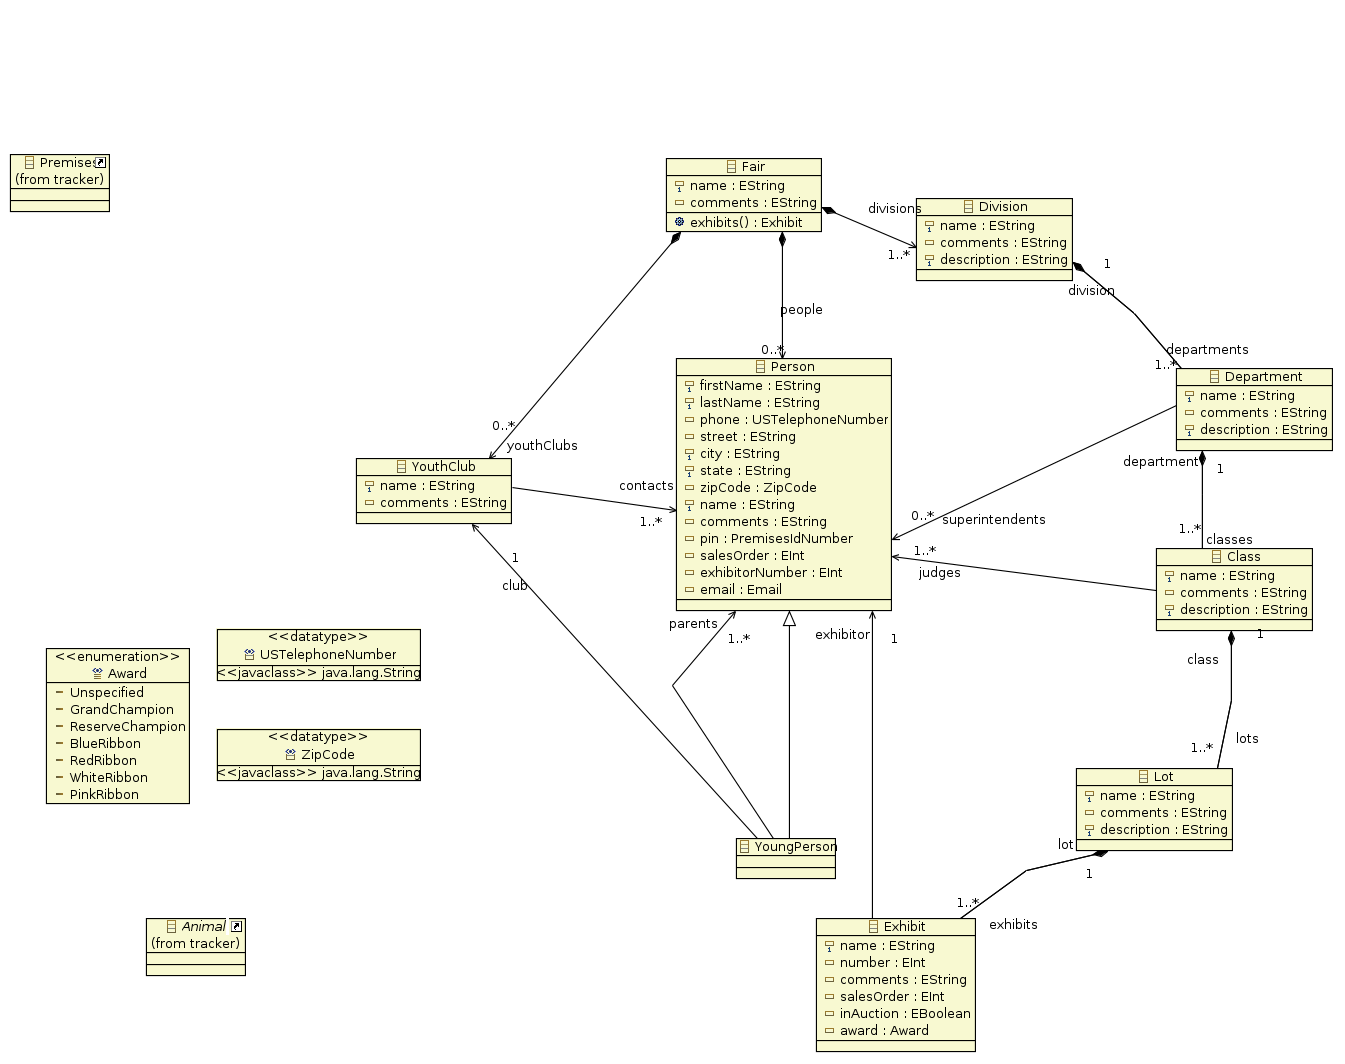 Premises
(from tracker)
Fair
name : EString
comments : EString
exhibits() : Exhibit
divisions
1..*
Division
name : EString
comments : EString
description : EString
1
division
departments
1..*
people
0..*
0..*
youthClubs
Department
name : EString
comments : EString
description : EString
department
1
1..*
classes
Person
firstName : EString
lastName : EString
phone : USTelephoneNumber
street : EString
city : EString
state : EString
zipCode : ZipCode
name : EString
comments : EString
pin : PremisesIdNumber
salesOrder : EInt
exhibitorNumber : EInt
email : Email
YouthClub
name : EString
comments : EString
contacts
1..*
0..*
superintendents
1..*
judges
Class
name : EString
comments : EString
description : EString
1
class
1..*
lots
1
club
parents
1..*
exhibitor
1
<<enumeration>>
Award
Unspecified
GrandChampion
ReserveChampion
BlueRibbon
RedRibbon
WhiteRibbon
PinkRibbon
<<datatype>>
USTelephoneNumber
<<javaclass>> java.lang.String
<<datatype>>
ZipCode
<<javaclass>> java.lang.String
Lot
name : EString
comments : EString
description : EString
lot
1
1..*
exhibits
YoungPerson
Animal
(from tracker)
Exhibit
name : EString
number : EInt
comments : EString
salesOrder : EInt
inAuction : EBoolean
award : Award